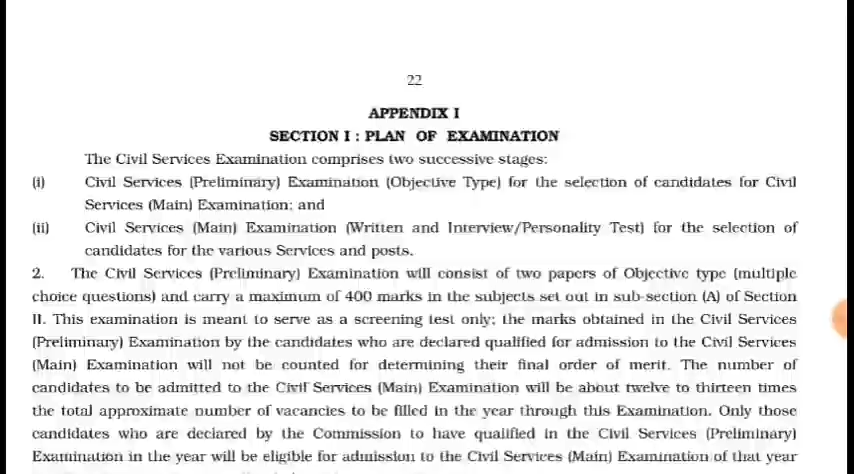 22
APPENDIX I
SECTION I : PLAN OF EXAMINATION
The Civil Services Examination comprises two successive stages:
(i) Civil Services (Preliminary) Examination (Objective Type) for the selection of candidates for Civil
Services (Main) Examination; and
(ii) Civil Services (Main) Examination (Written and Interview/Personality Test) for the selection of
candidates for the various Services and posts.
2. The Civil Services (Preliminary) Examination will consist of two papers of Objective type (multiple
choice questions) and carry a maximum of 400 marks in the subjects set out in sub-section (A) of Section
II. This examination is meant to serve as a screening test only; the marks obtained in the Civil Services
(Preliminary) Examination by the candidates who are declared qualified for admission to the Civil Services
(Main) Examination will not be counted for determining their final order of merit. The number of
candidates to be admitted to the Civil Services (Main) Examination will be about twelve to thirteen times
the total approximate number of vacancies to be filled in the year through this Examination. Only those
candidates who are declared by the Commission to have qualified in the Civil Services (Preliminary)
Examination in the year will be eligible for admission to the Civil Services (Main) Examination of that year